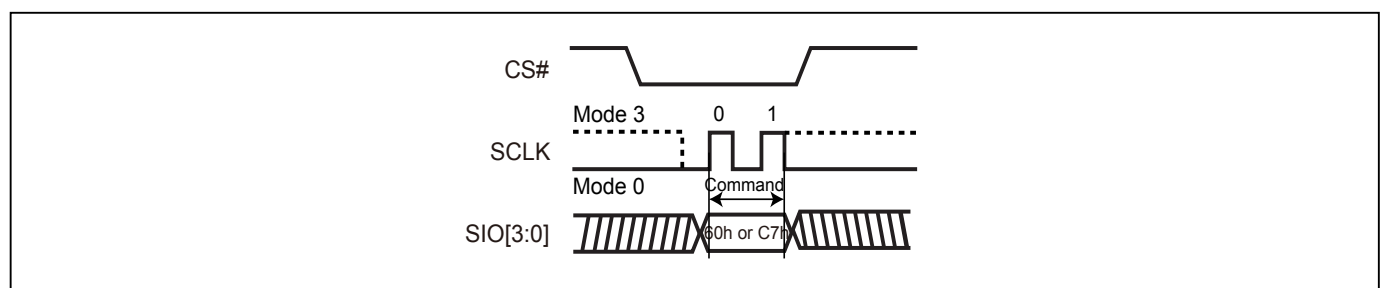 CS#
Mode 3 0 1
SCLK
Mode 0 Command
SIO[3:0] 60h or C7h